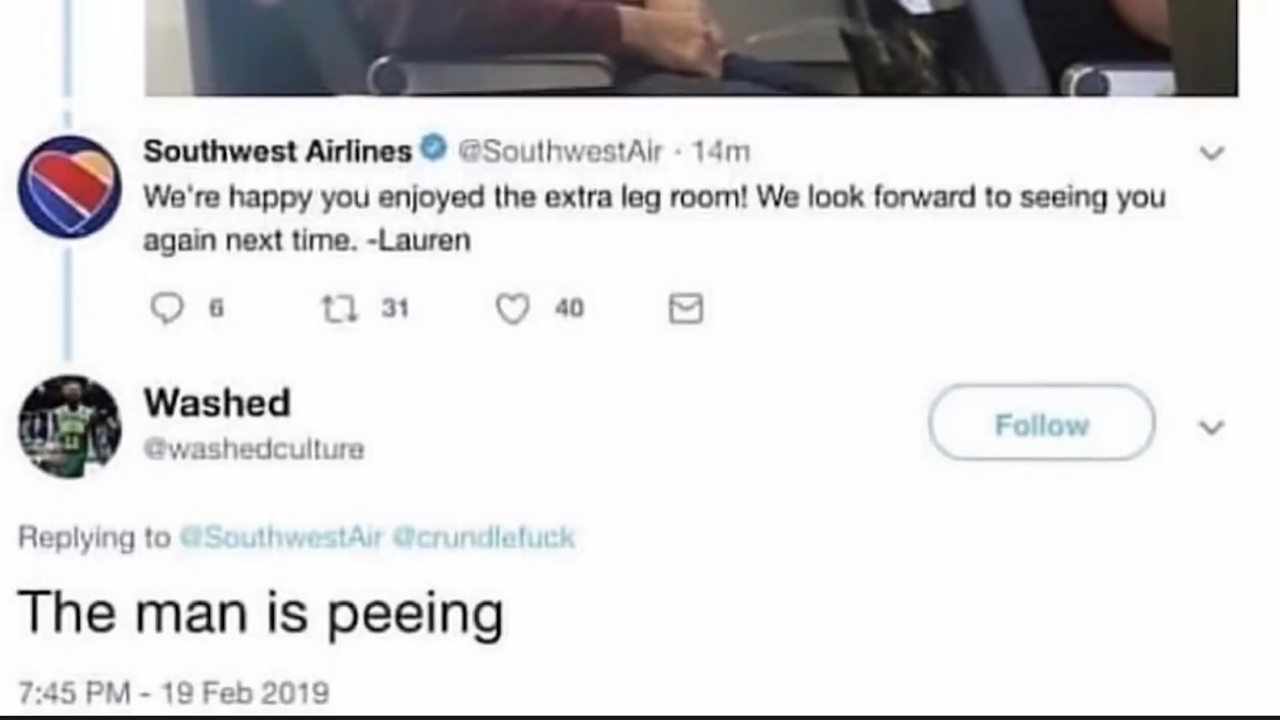 Southwest Airlines @SouthwestAir · 14m
We're happy you enjoyed the extra leg room! We look forward to seeing you
again next time. -Lauren
6 31 40
Washed
@washedculture
Follow
Replying to @SouthwestAir @crundlefuck
The man is peeing
7:45 PM - 19 Feb 2019